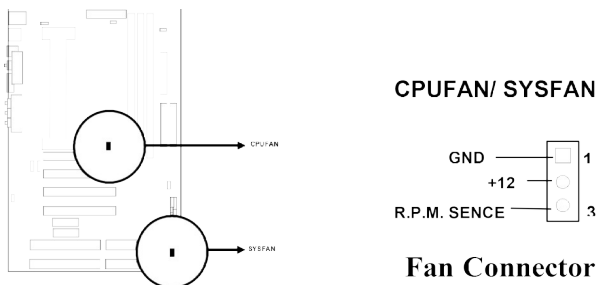 CPUFAN
SYSFAN
CPUFAN/ SYSFAN
GND
1
+12
R.P.M. SENCE
3
Fan Connector